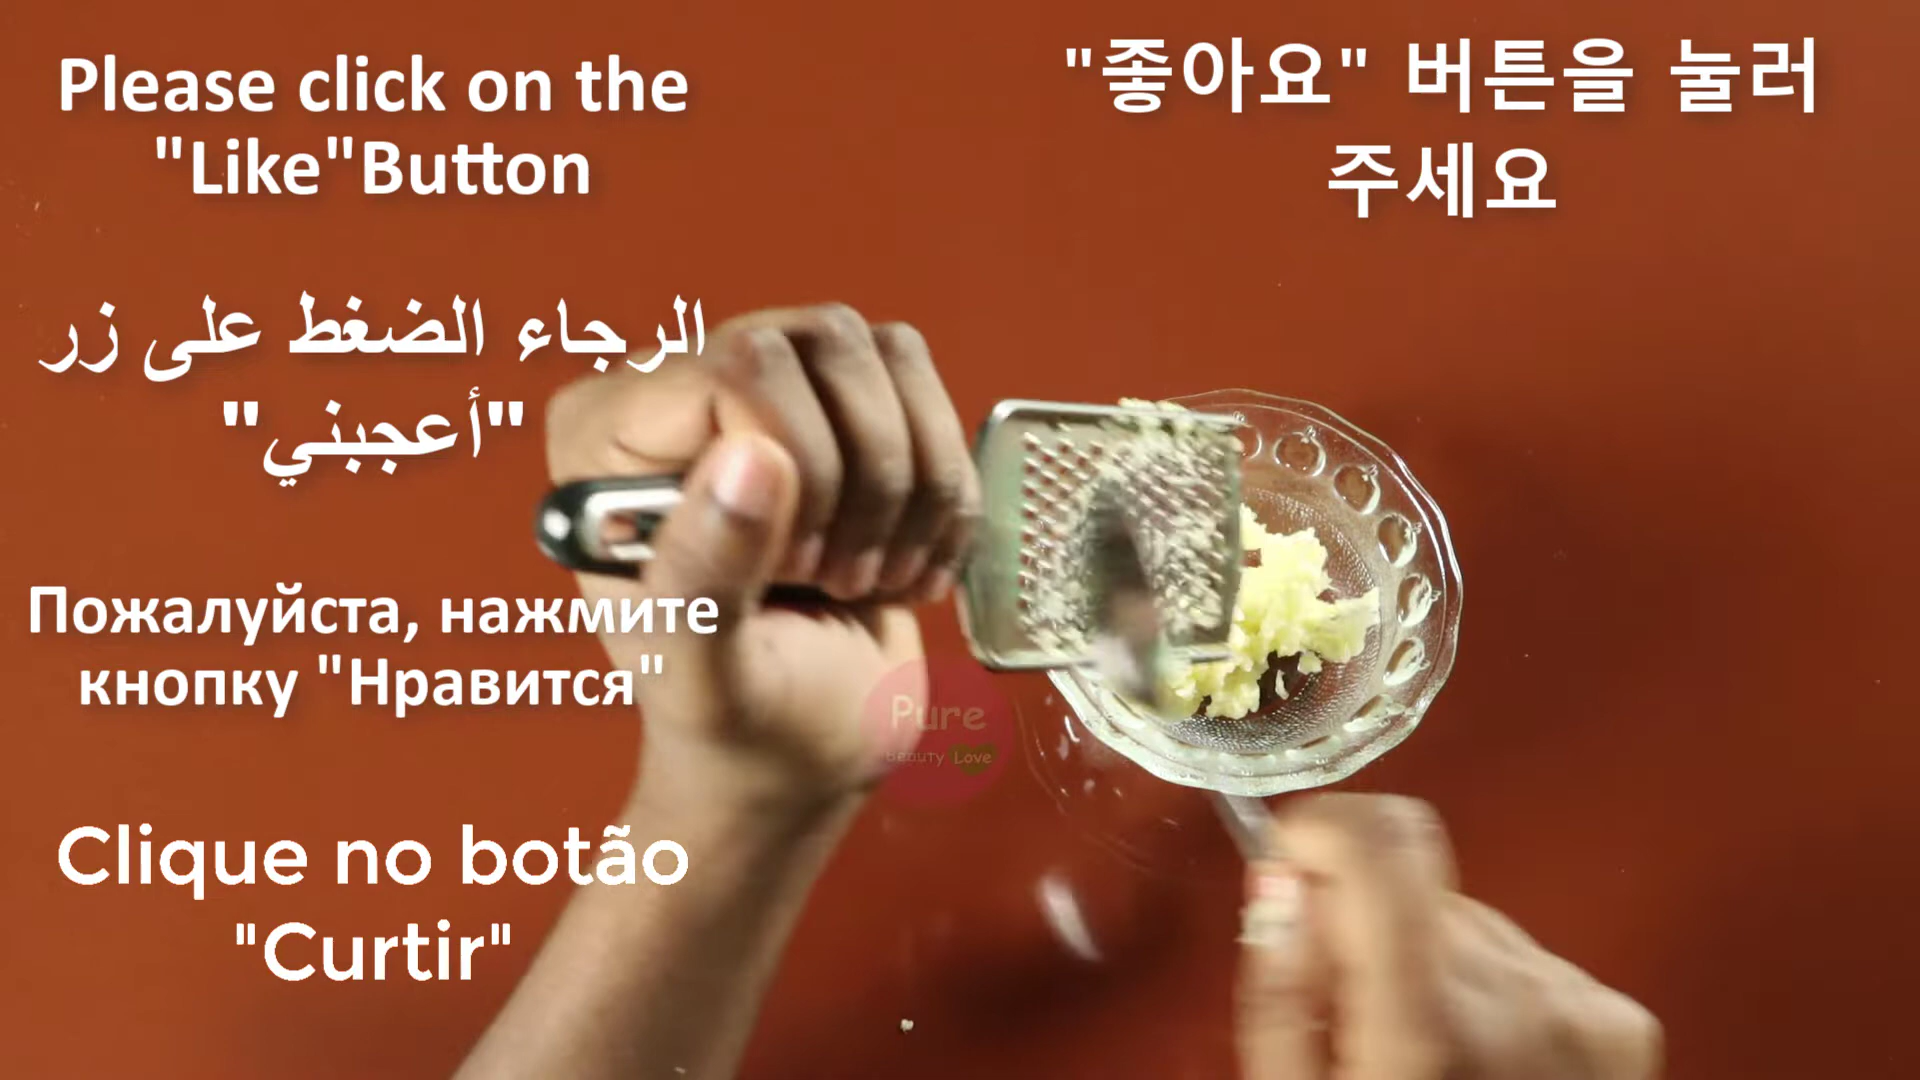 Please click on the
"Like"Button
"좋아요" 버튼을 눌러
주세요
الرجاء الضغط على زر
"أعجبني"
Пожалуйста, нажмите
кнопку "Нравится"
Clique no botão
"Curtir"
Pure
Beauty Love